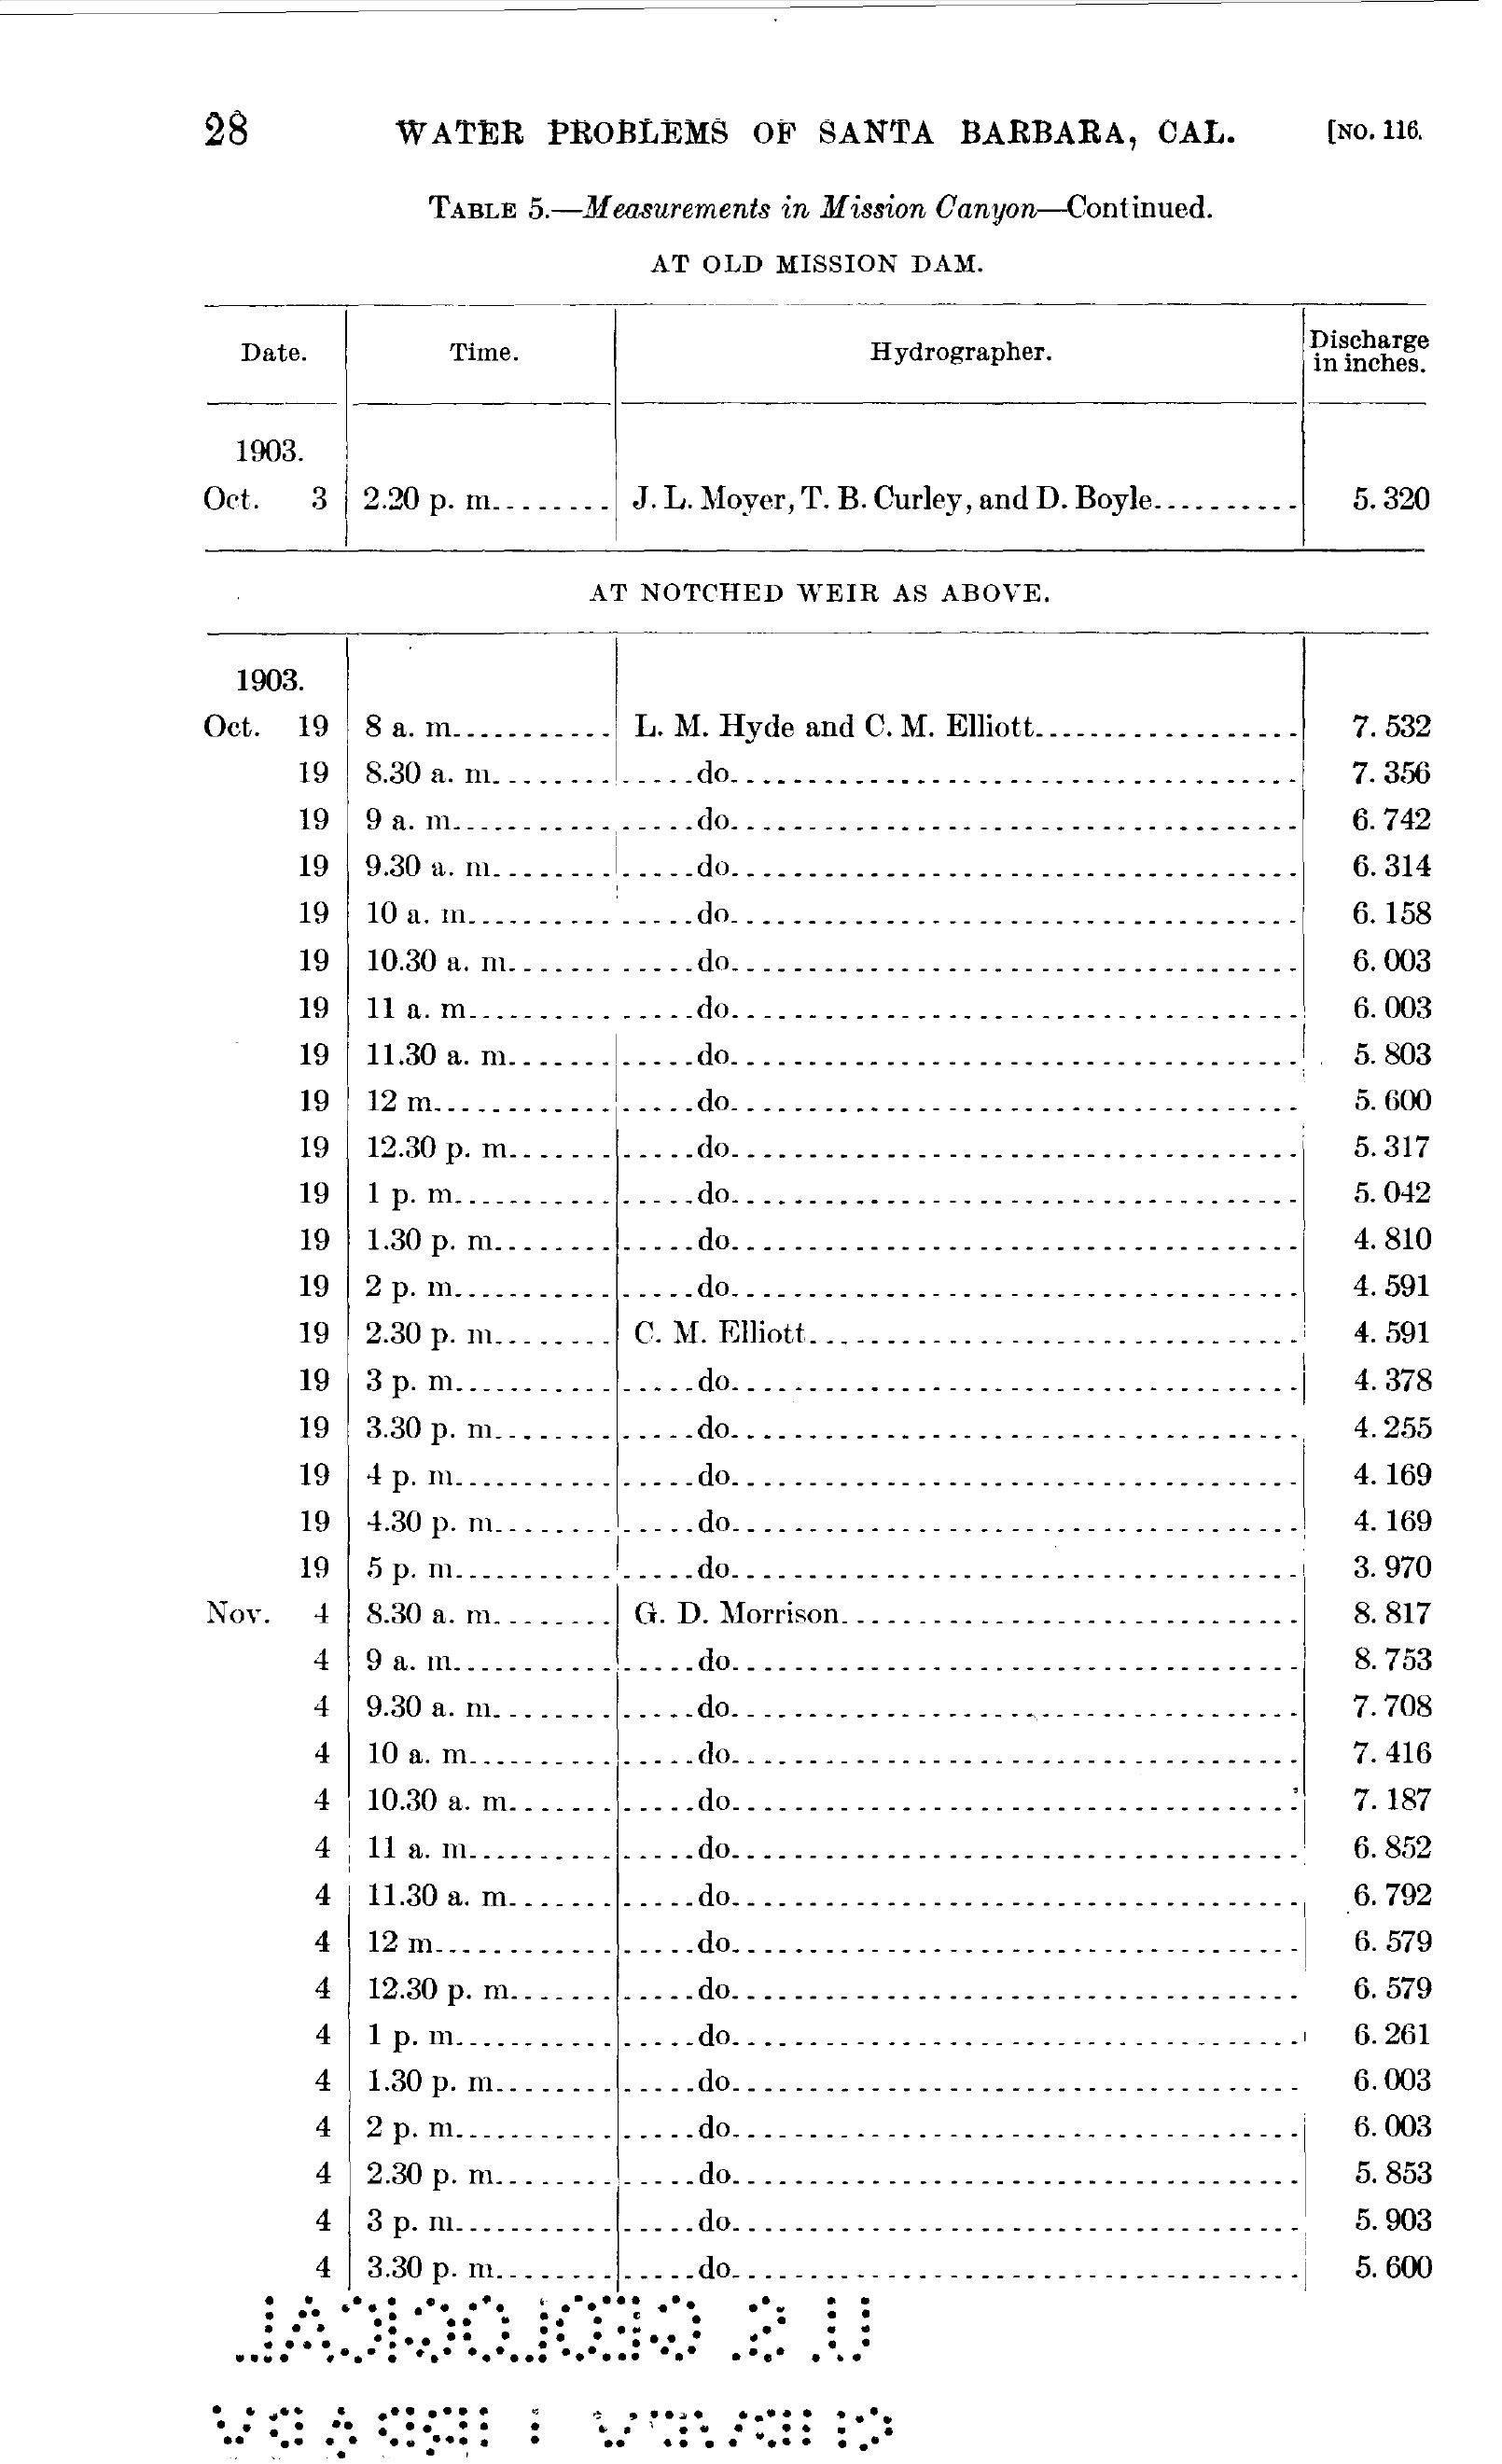 28 WATER PROBLEMS OF SANTA BARBARA, CAL. [NO. 116.
TABLE 5.—Measurements in Mission Canyon—Continued.
AT OLD MISSION DAM.
Date. Time. Hydrographer. Discharge in inches.
1903.
Oct. 3 2.20 p. m. J. L. Moyer, T. B. Curley, and D. Boyle. 5.320
AT NOTCHED WEIR AS ABOVE.
1903.
Oct. 19 8 a. m. L. M. Hyde and C. M. Elliott. 7.532
19 8.30 a. m. do. 7.356
19 9 a. m. do. 6.742
19 9.30 a. m. do. 6.314
19 10 a. m. do. 6.158
19 10.30 a. m. do. 6.003
19 11 a. m. do. 6.003
19 11.30 a. m. do. 5.803
19 12 m. do. 5.600
19 12.30 p. m. do. 5.317
19 1 p. m. do. 5.042
19 1.30 p. m. do. 4.810
19 2 p. m. do. 4.591
19 2.30 p. m. C. M. Elliott. 4.591
19 3 p. m. do. 4.378
19 3.30 p. m. do. 4.255
19 4 p. m. do. 4.169
19 4.30 p. m. do. 4.169
19 5 p. m. do. 3.970
Nov. 4 8.30 a. m. G. D. Morrison. 8.817
4 9 a. m. do. 8.753
4 9.30 a. m. do. 7.708
4 10 a. m. do. 7.416
4 10.30 a. m. do. 7.187
4 11 a. m. do. 6.852
4 11.30 a. m. do. 6.792
4 12 m. do. 6.579
4 12.30 p. m. do. 6.579
4 1 p. m. do. 6.261
4 1.30 p. m. do. 6.003
4 2 p. m. do. 6.003
4 2.30 p. m. do. 5.853
4 3 p. m. do. 5.903
4 3.30 p. m. do. 5.600